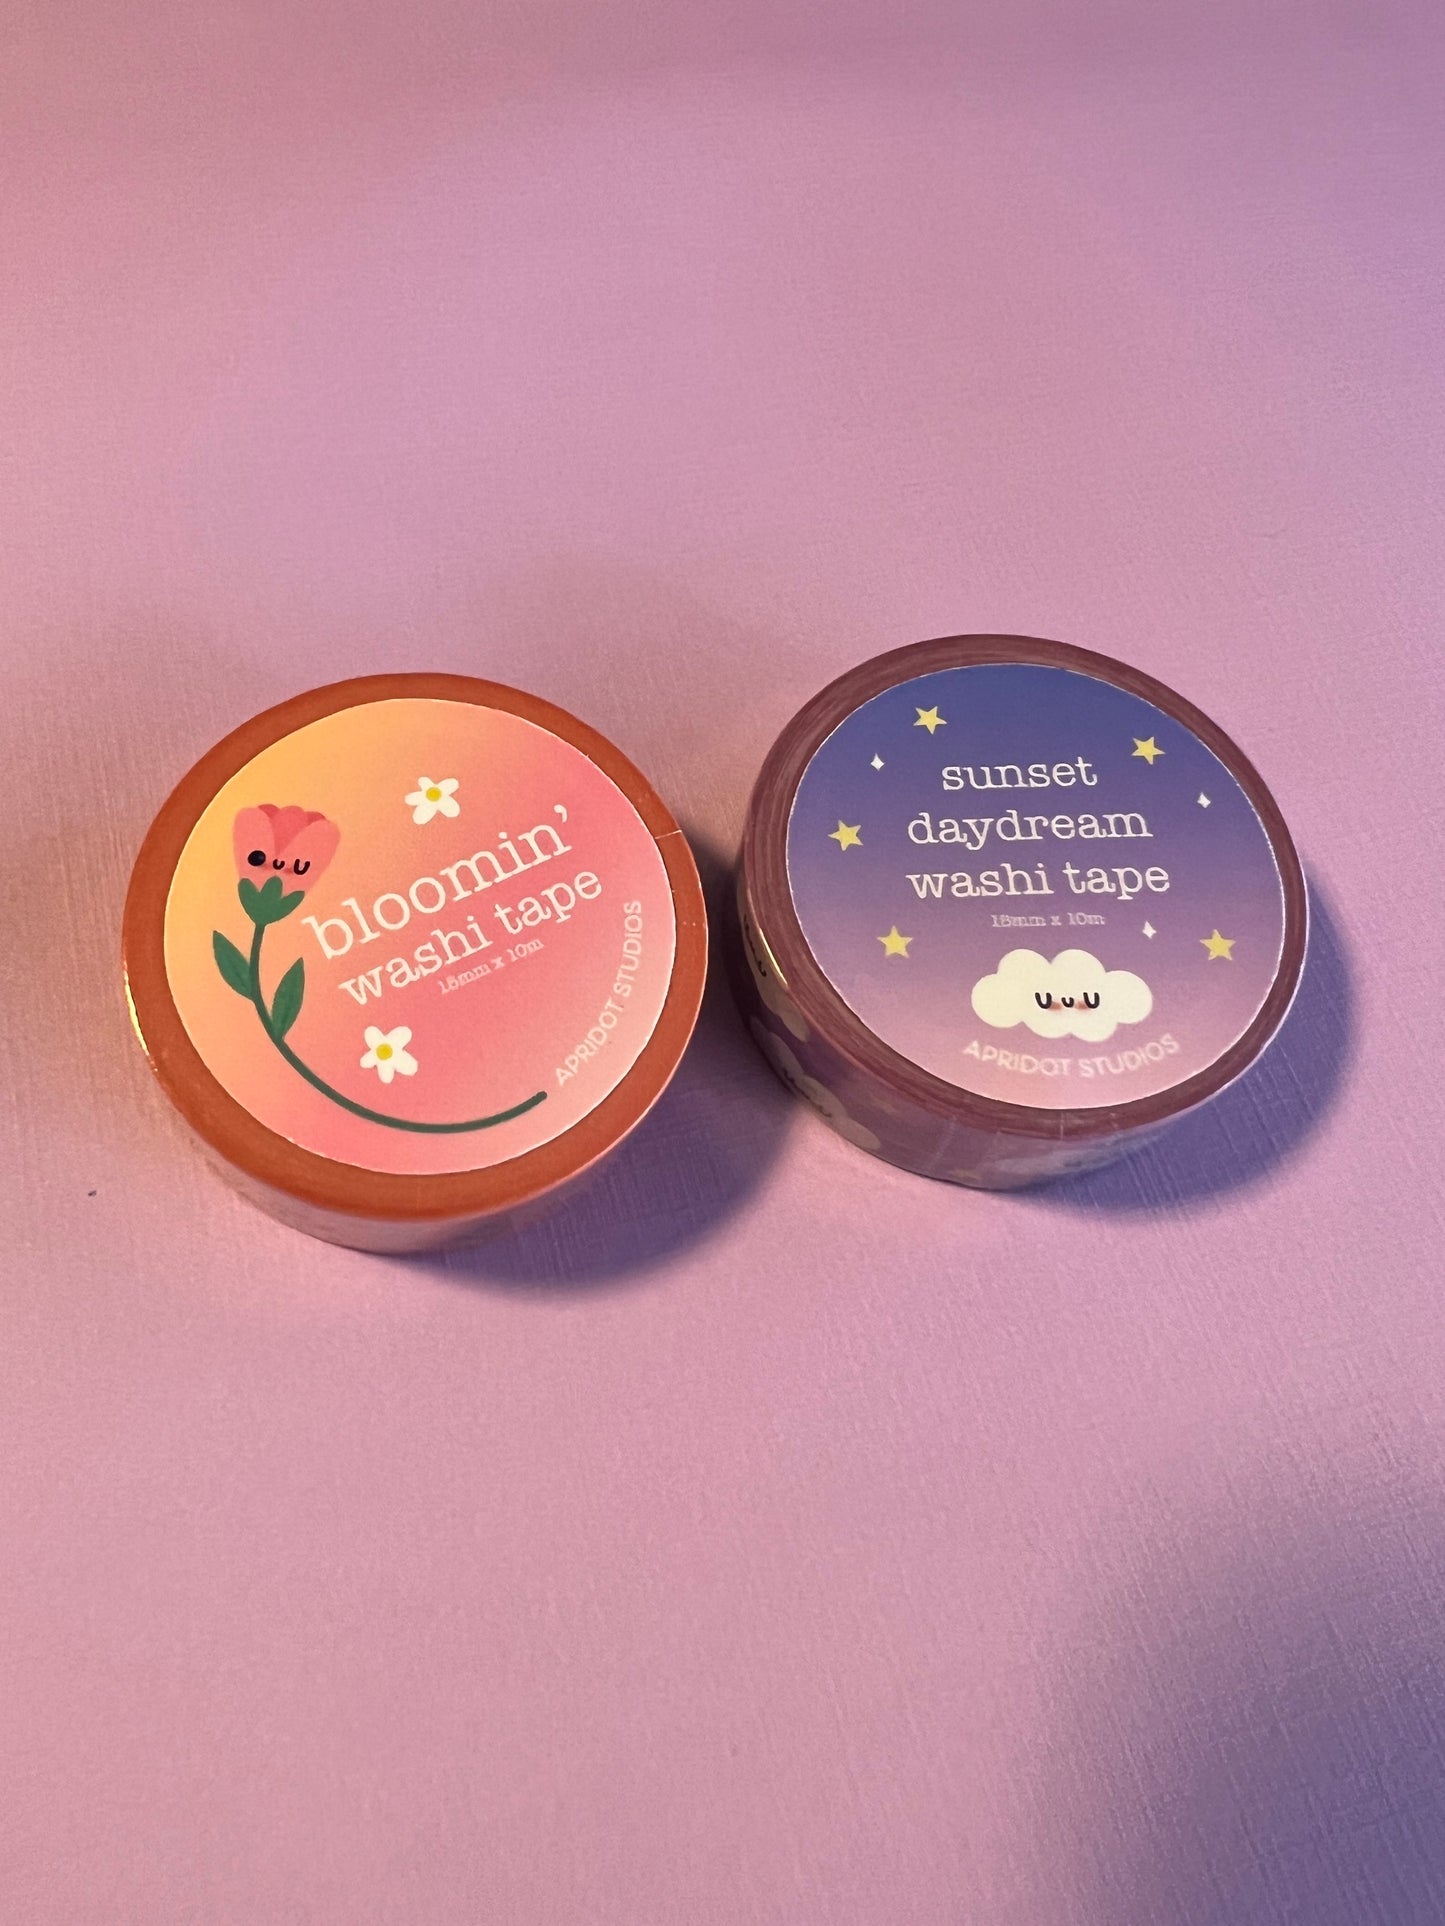 bloomin'
washi tape
15mm x 10m
APRIDOT STUDIOS
sunset
daydream
washi tape
15mm x 10m
APRIDOT STUDIOS